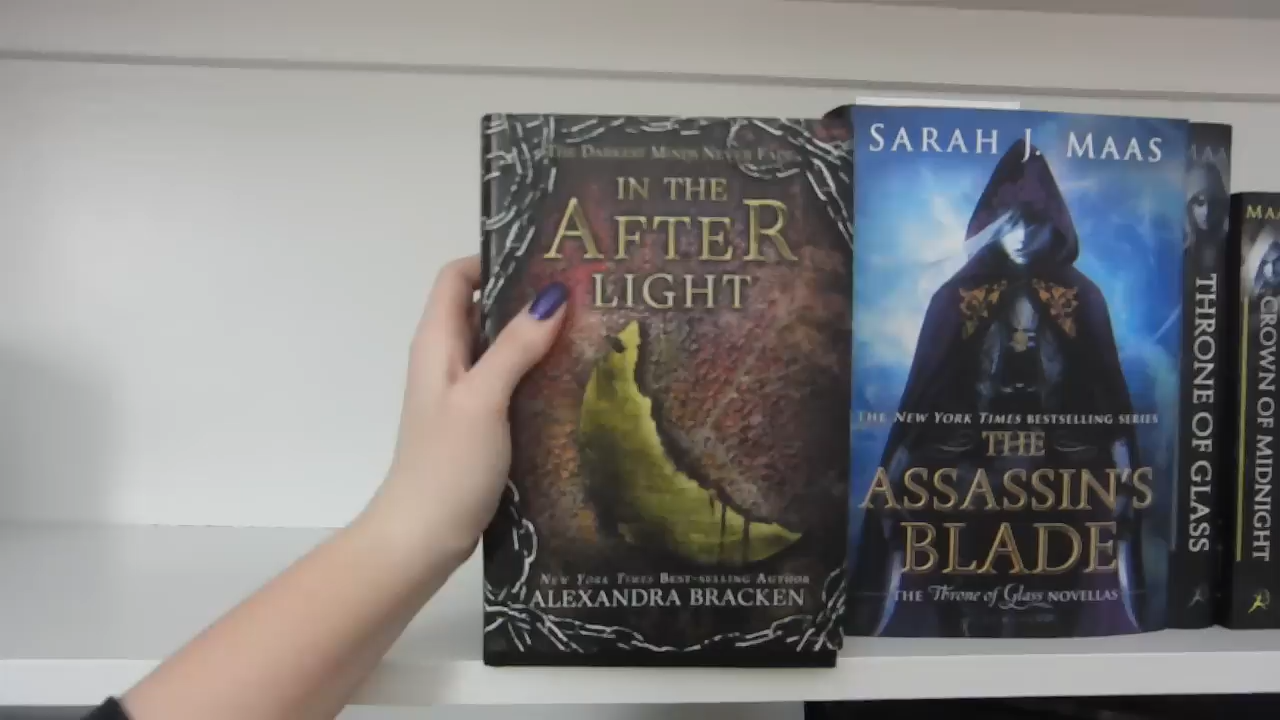 THE DARKEST MINDS NEVER FADE
IN THE
AFTER
LIGHT
NEW YORK TIMES BEST-SELLING AUTHOR
ALEXANDRA BRACKEN
SARAH J. MAAS
THE NEW YORK TIMES BESTSELLING SERIES
THE
ASSASSIN'S
BLADE
THE Throne of Glass NOVELLAS
MAA
THRONE OF GLASS
MA
CROWN OF MIDNIGHT